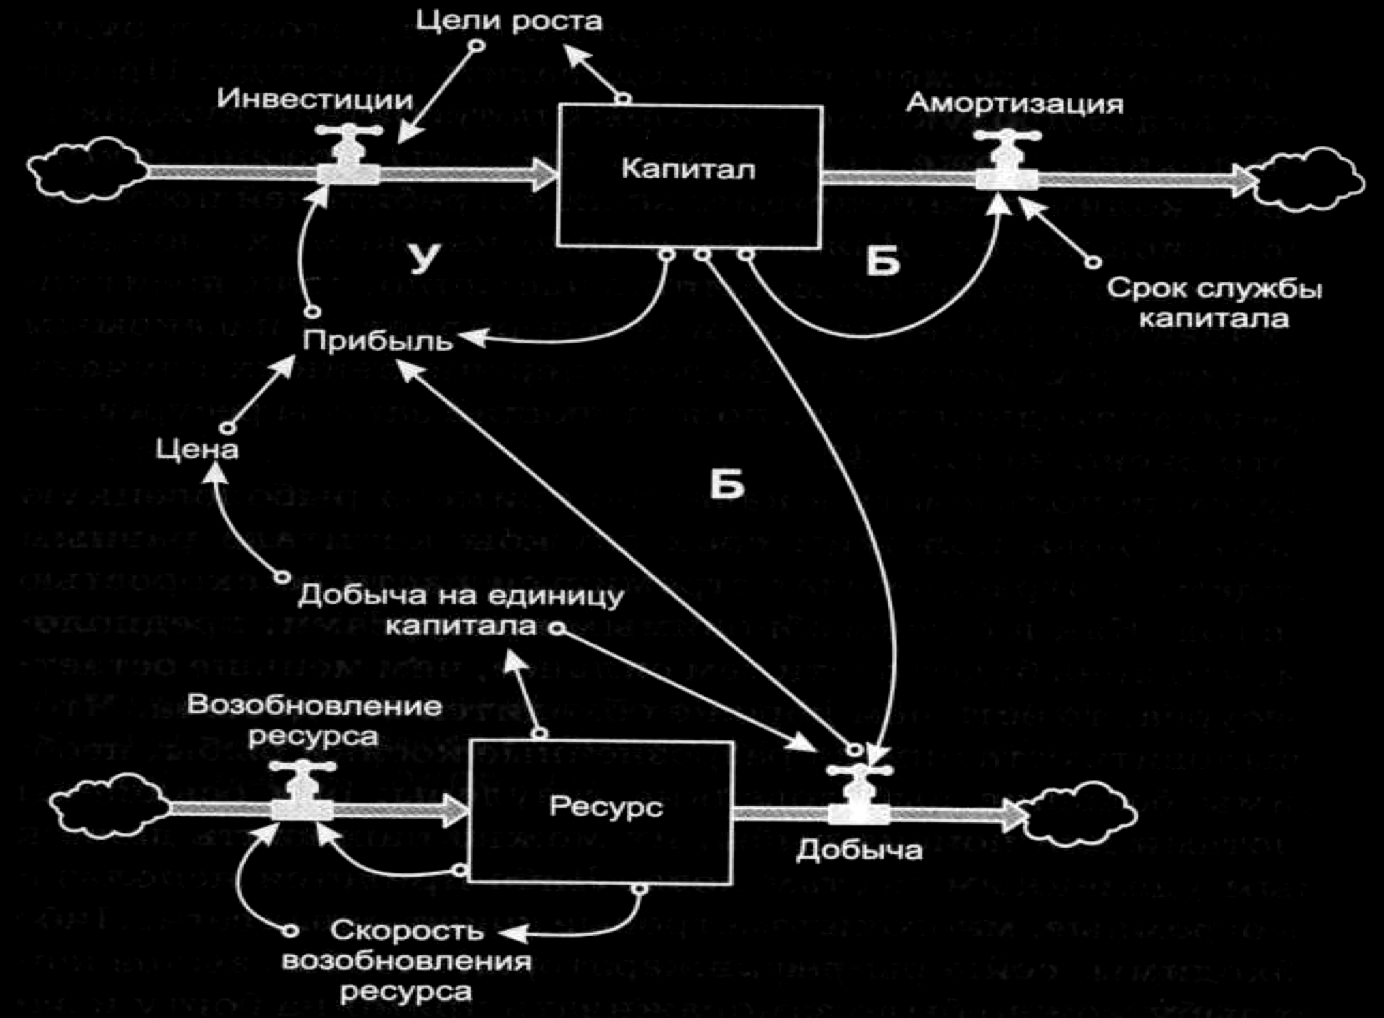 Цели роста
Инвестиции
Амортизация
Капитал
У
Б
Срок службы
капитала
Прибыль
Цена
Б
Добыча на единицу
капитала
Возобновление
ресурса
Ресурс
Добыча
Скорость
возобновления
ресурса